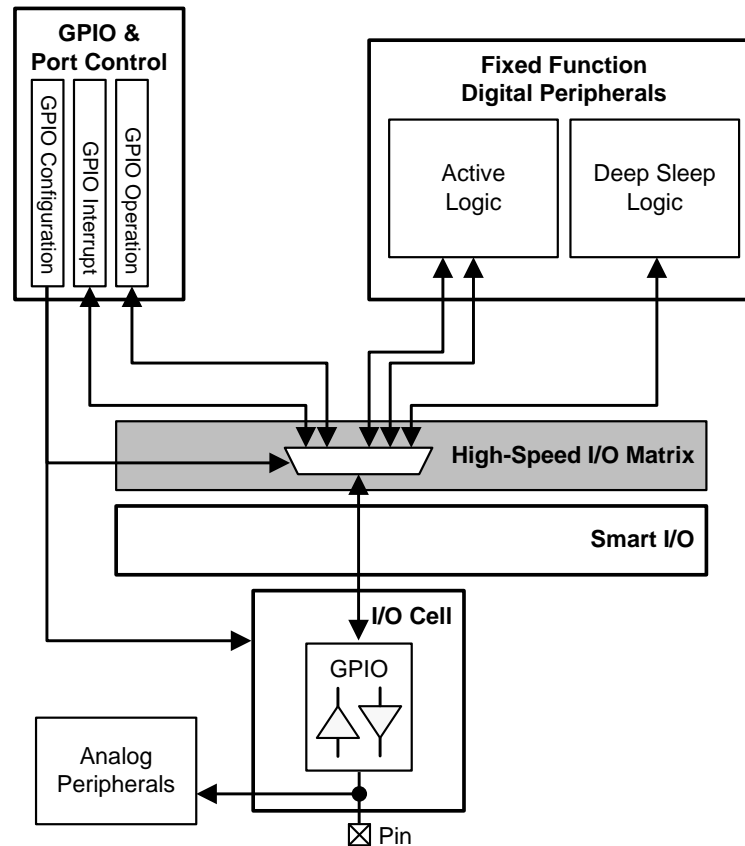 GPIO &
Port Control
GPIO Configuration
GPIO Interrupt
GPIO Operation
Fixed Function
Digital Peripherals
Active
Logic
Deep Sleep
Logic
High-Speed I/O Matrix
Smart I/O
I/O Cell
GPIO
Analog
Peripherals
Pin